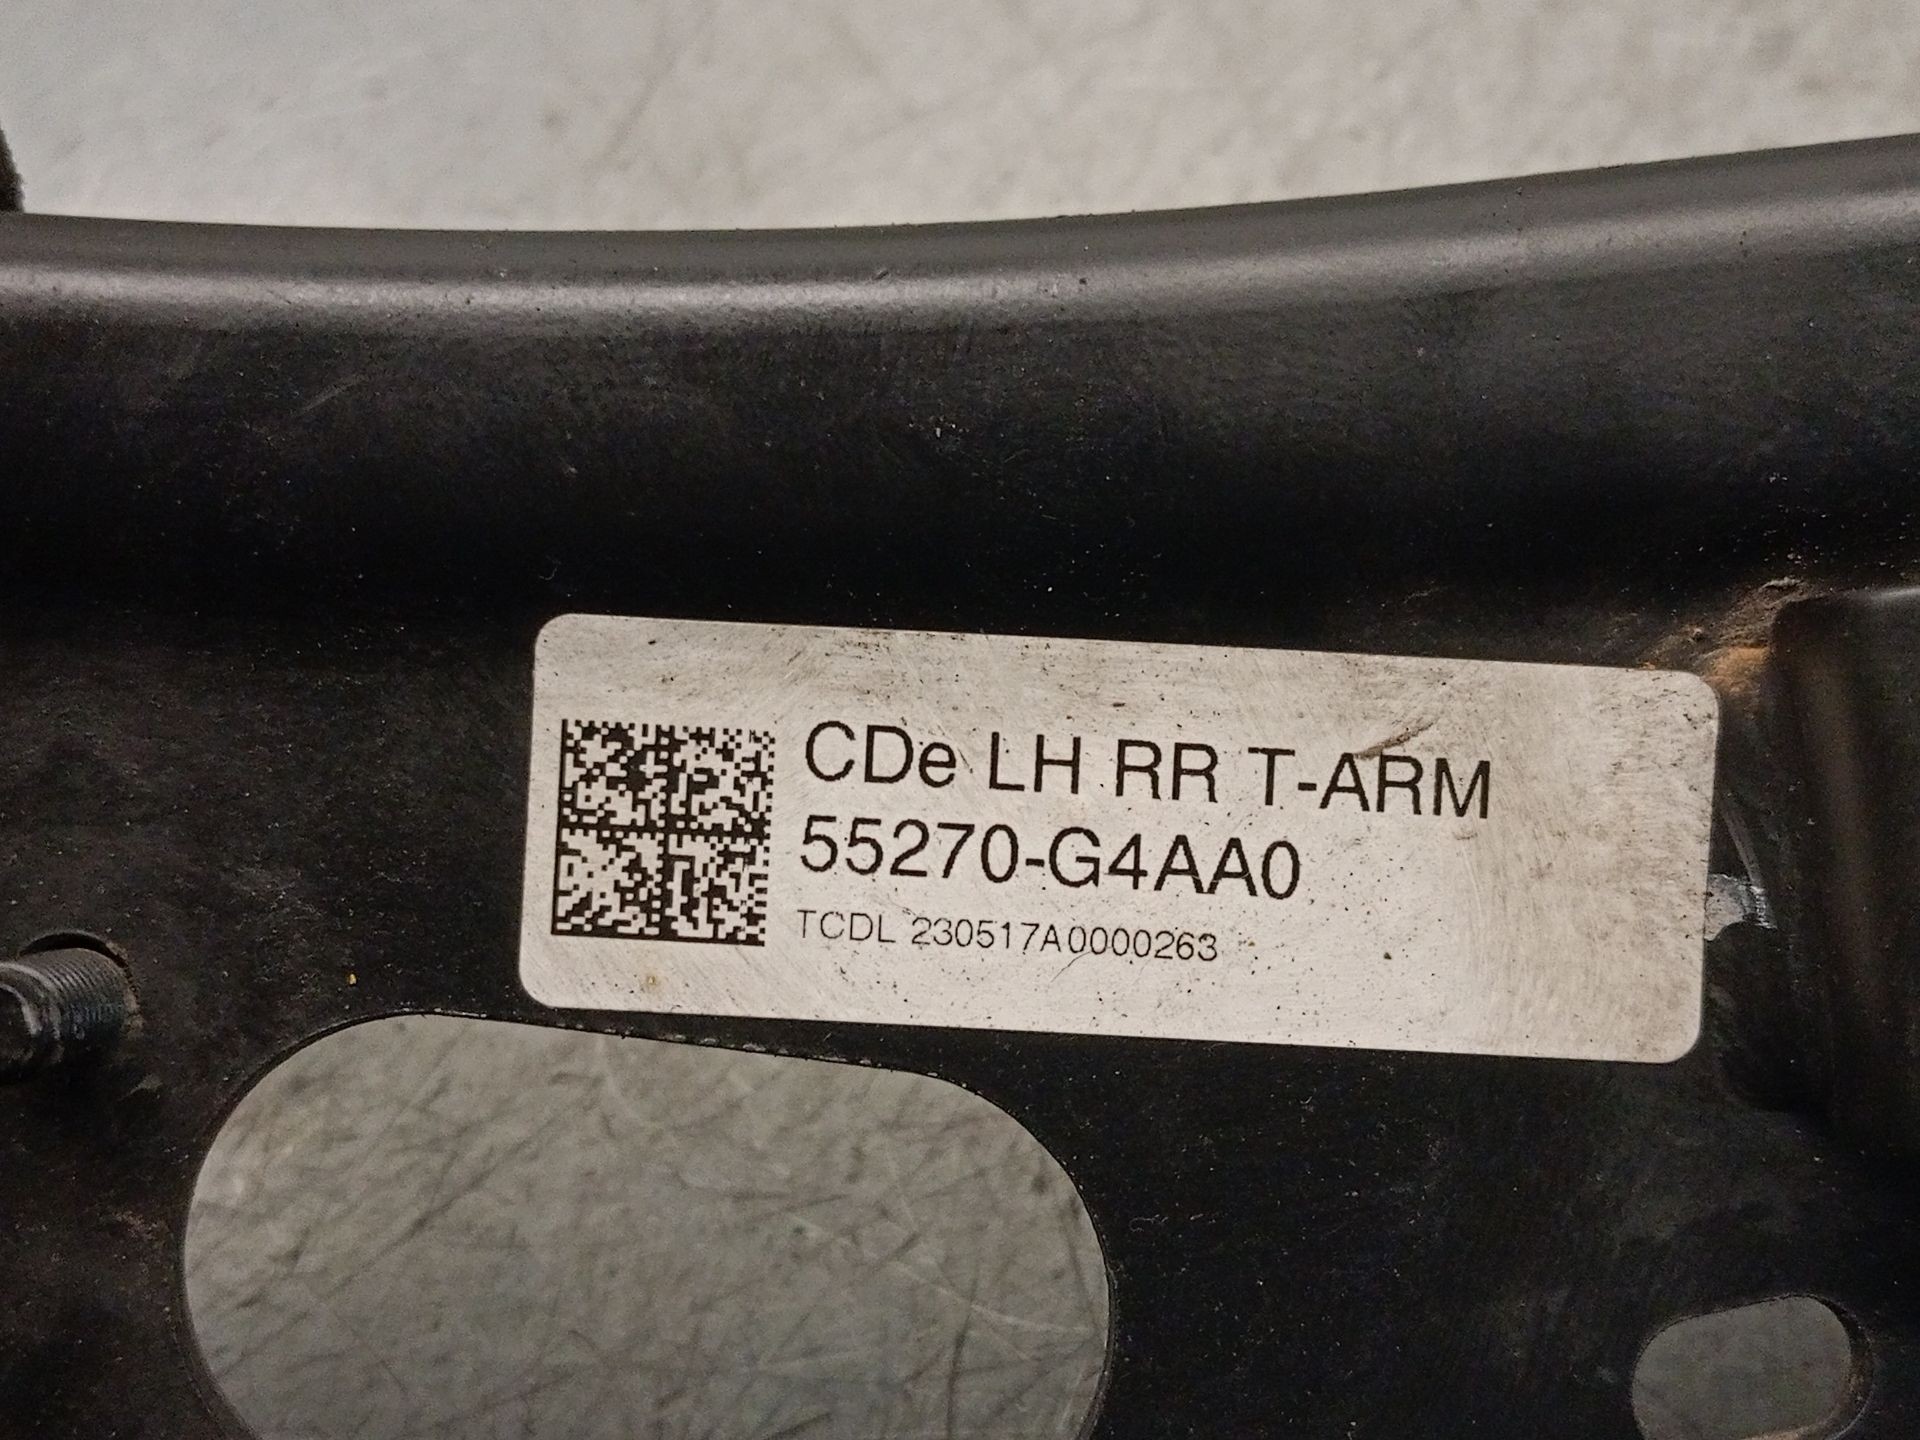 CDe LH RR T-ARM
55270-G4AA0
TCDL 230517A0000263